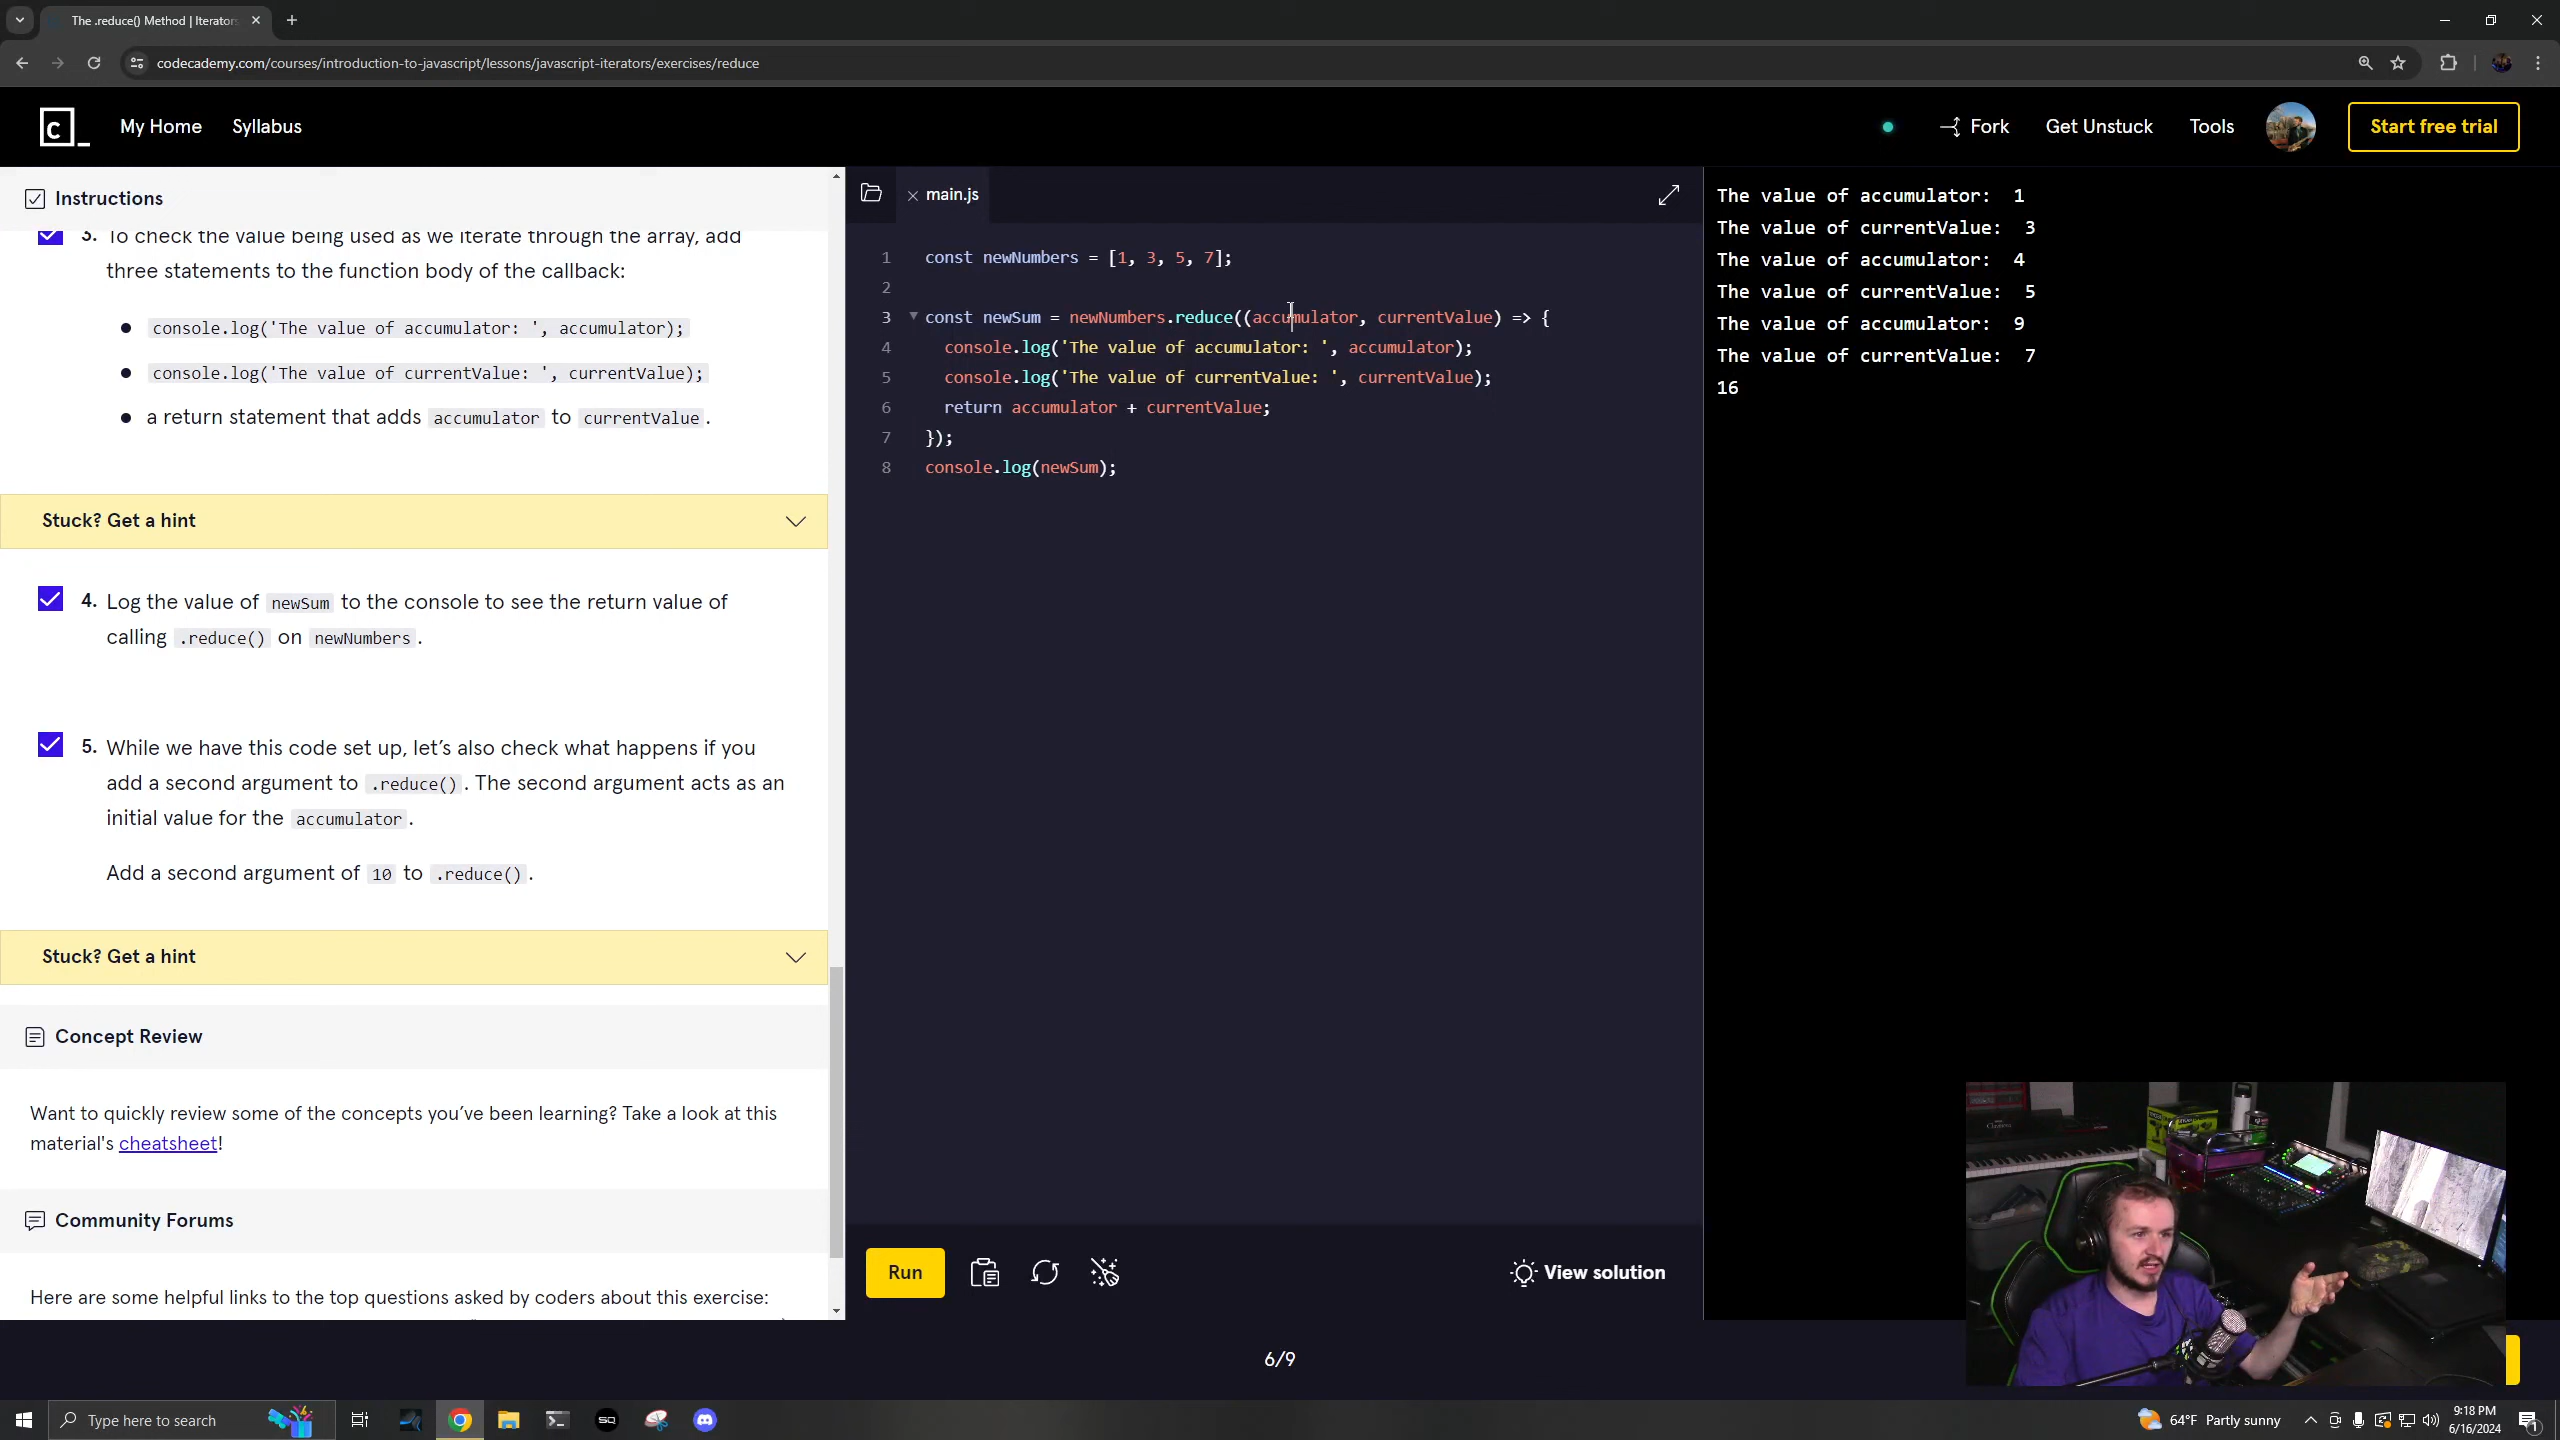 The .reduce() Method | Iterator
codecademy.com/courses/introduction-to-javascript/lessons/javascript-iterators/exercises/reduce
c_
My Home
Syllabus
Fork
Get Unstuck
Tools
Start free trial
Instructions
3. To check the value being used as we iterate through the array, add
three statements to the function body of the callback:
console.log('The value of accumulator: ', accumulator);
console.log('The value of currentValue: ', currentValue);
a return statement that adds accumulator to currentValue.
Stuck? Get a hint
4. Log the value of newSum to the console to see the return value of
calling .reduce() on newNumbers.
5. While we have this code set up, let’s also check what happens if you
add a second argument to .reduce(). The second argument acts as an
initial value for the accumulator.
Add a second argument of 10 to .reduce().
Stuck? Get a hint
Concept Review
Want to quickly review some of the concepts you’ve been learning? Take a look at this
material's cheatsheet!
Community Forums
Here are some helpful links to the top questions asked by coders about this exercise:
main.js
1 const newNumbers = [1, 3, 5, 7];
2
3 const newSum = newNumbers.reduce((accumulator, currentValue) => {
4 console.log('The value of accumulator: ', accumulator);
5 console.log('The value of currentValue: ', currentValue);
6 return accumulator + currentValue;
7 });
8 console.log(newSum);
Run
View solution
The value of accumulator:  1
The value of currentValue:  3
The value of accumulator:  4
The value of currentValue:  5
The value of accumulator:  9
The value of currentValue:  7
16
6/9
Type here to search
SQ
64°F Partly sunny
9:18 PM
6/16/2024
1